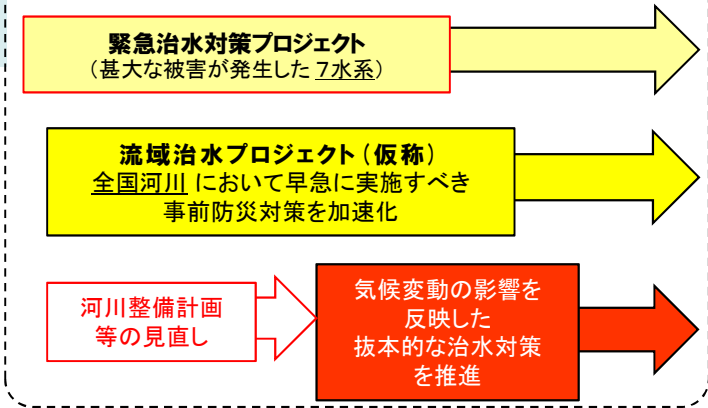 緊急治水対策プロジェクト
（甚大な被害が発生した 7水系）
流域治水プロジェクト（仮称）
全国河川 において早急に実施すべき
事前防災対策を加速化
河川整備計画
等の見直し
気候変動の影響を
反映した
抜本的な治水対策
を推進